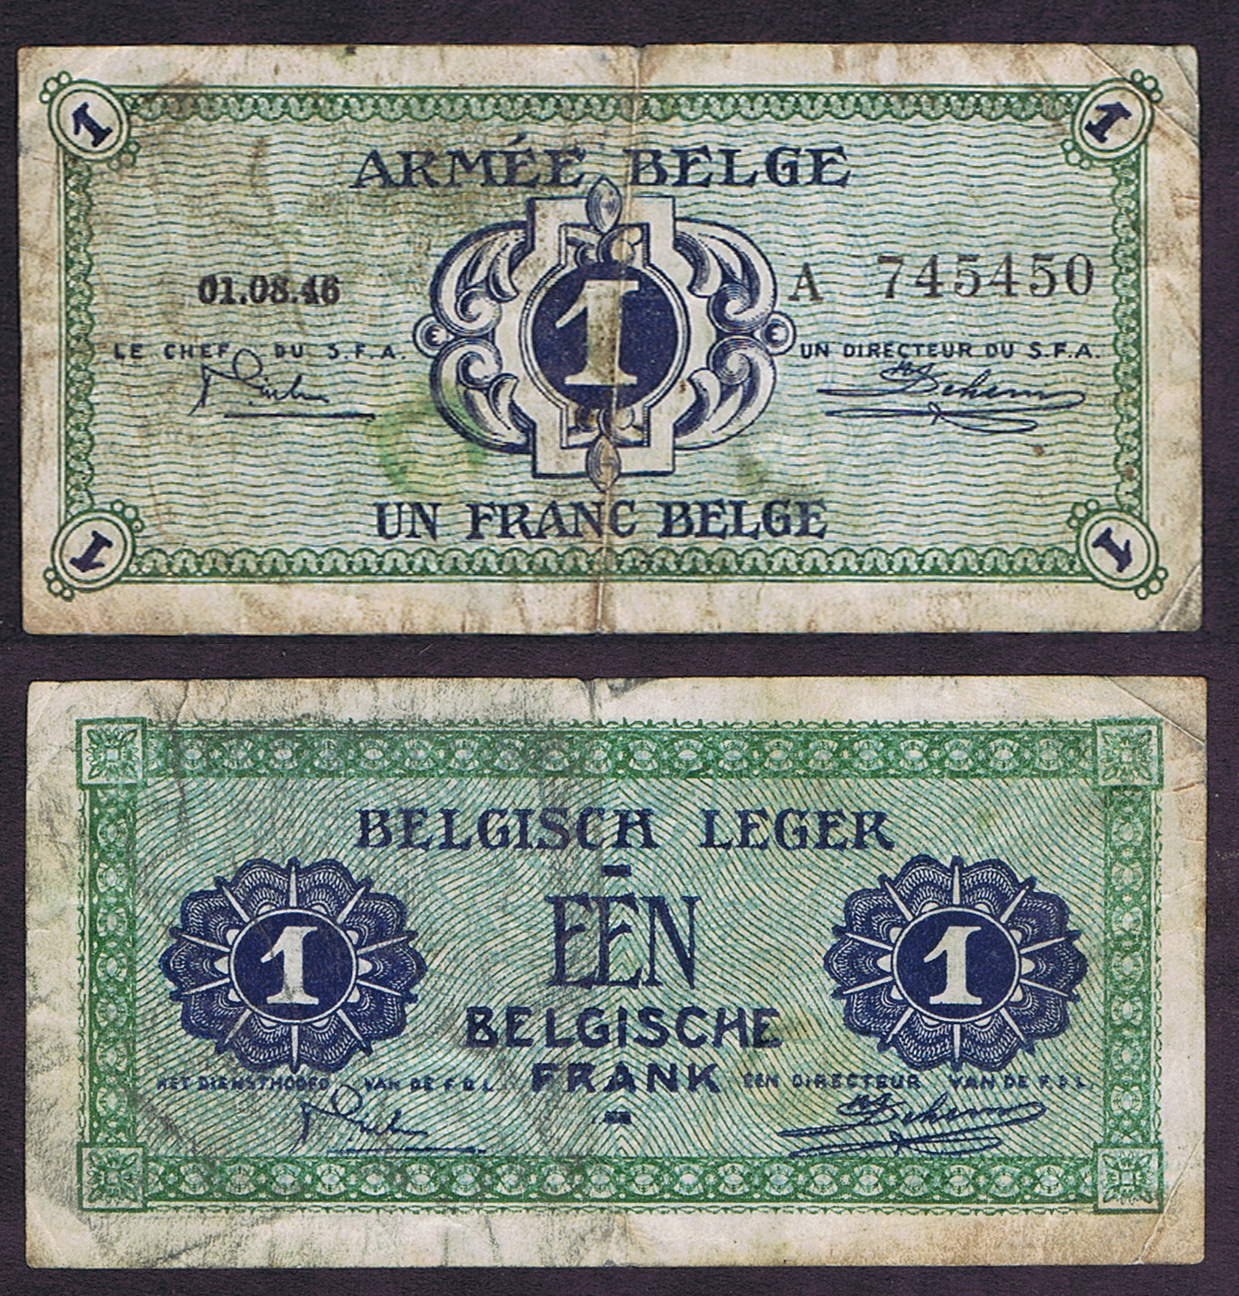 1 1
ARMÉE BELGE
01.08.46 A 745450
1
LE CHEF DU S.F.A. UN DIRECTEUR DU S.F.A.
UN FRANC BELGE
1 1
BELGISCH LEGER
EEN
1 1
BELGISCHE
HET DIENSTHOOFD VAN DE F.D.L. FRANK EEN DIRECTEUR VAN DE F.D.L.